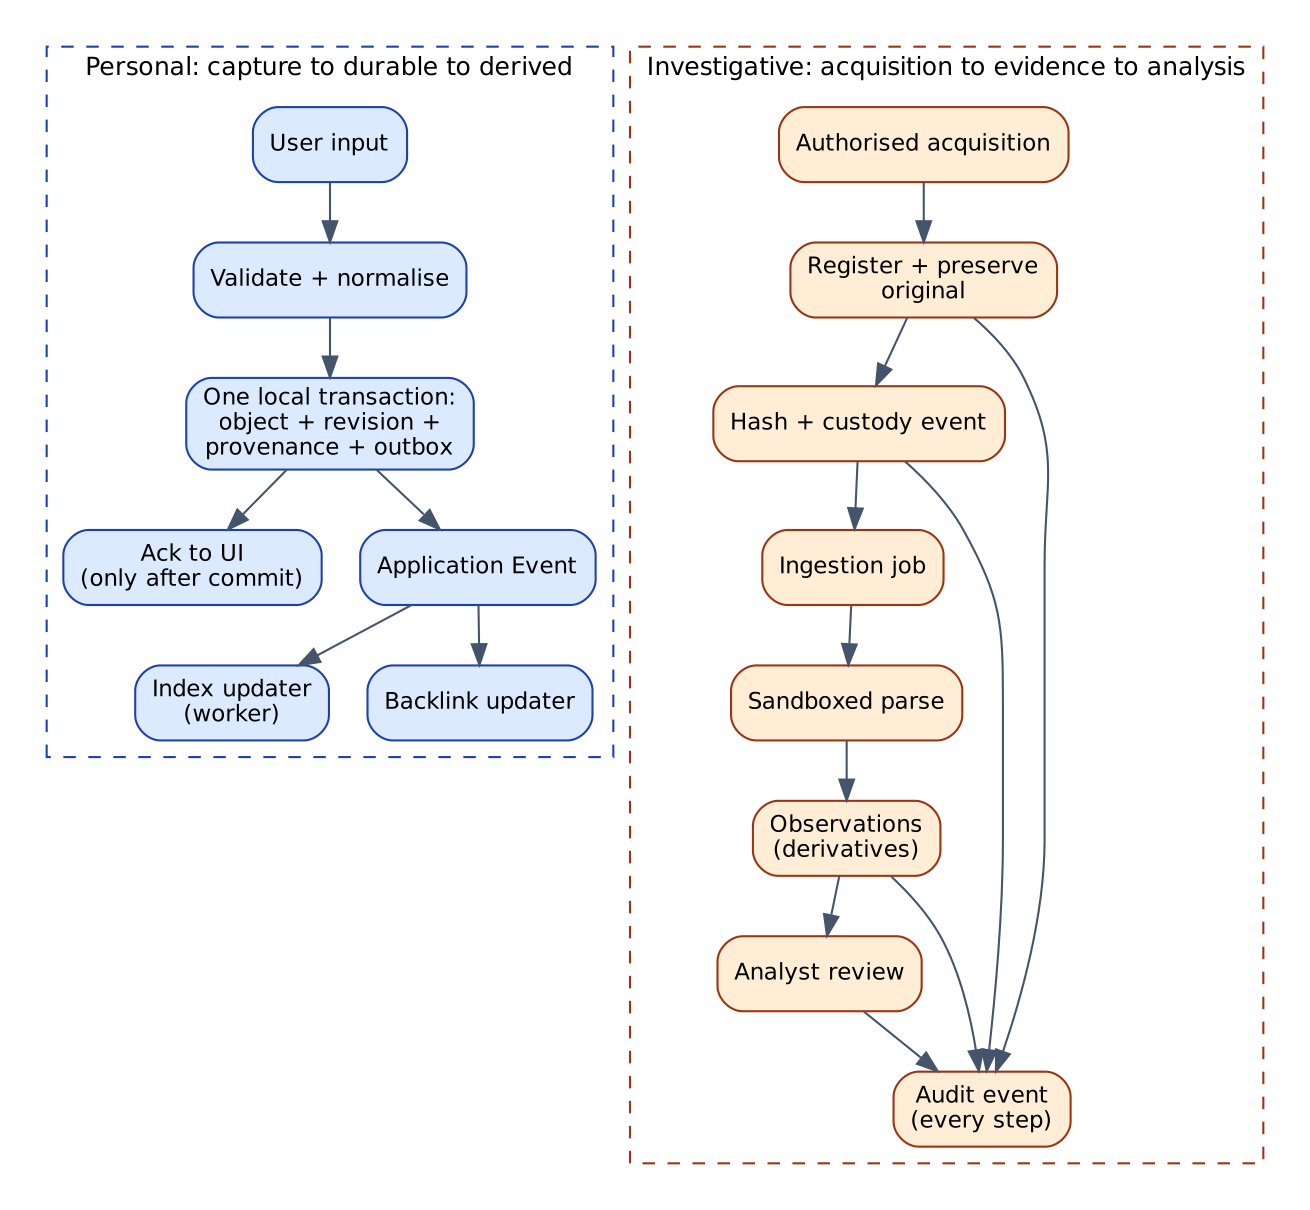 Personal: capture to durable to derived
User input
Validate + normalise
One local transaction:
object + revision +
provenance + outbox
Ack to UI
(only after commit)
Application Event
Index updater
(worker)
Backlink updater
Investigative: acquisition to evidence to analysis
Authorised acquisition
Register + preserve
original
Hash + custody event
Ingestion job
Sandboxed parse
Observations
(derivatives)
Analyst review
Audit event
(every step)